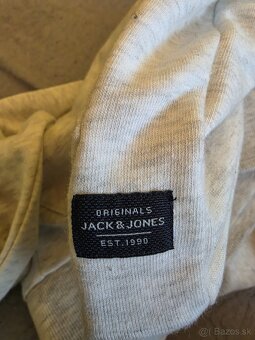 ORIGINALS
JACK & JONES
EST. 1990
Bazos.sk